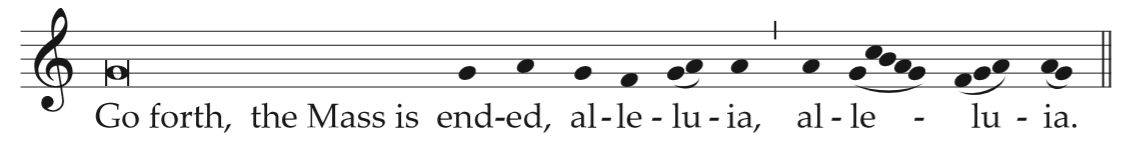 Go forth, the Mass is end-ed, al-le-lu-ia, al-le-lu-ia.